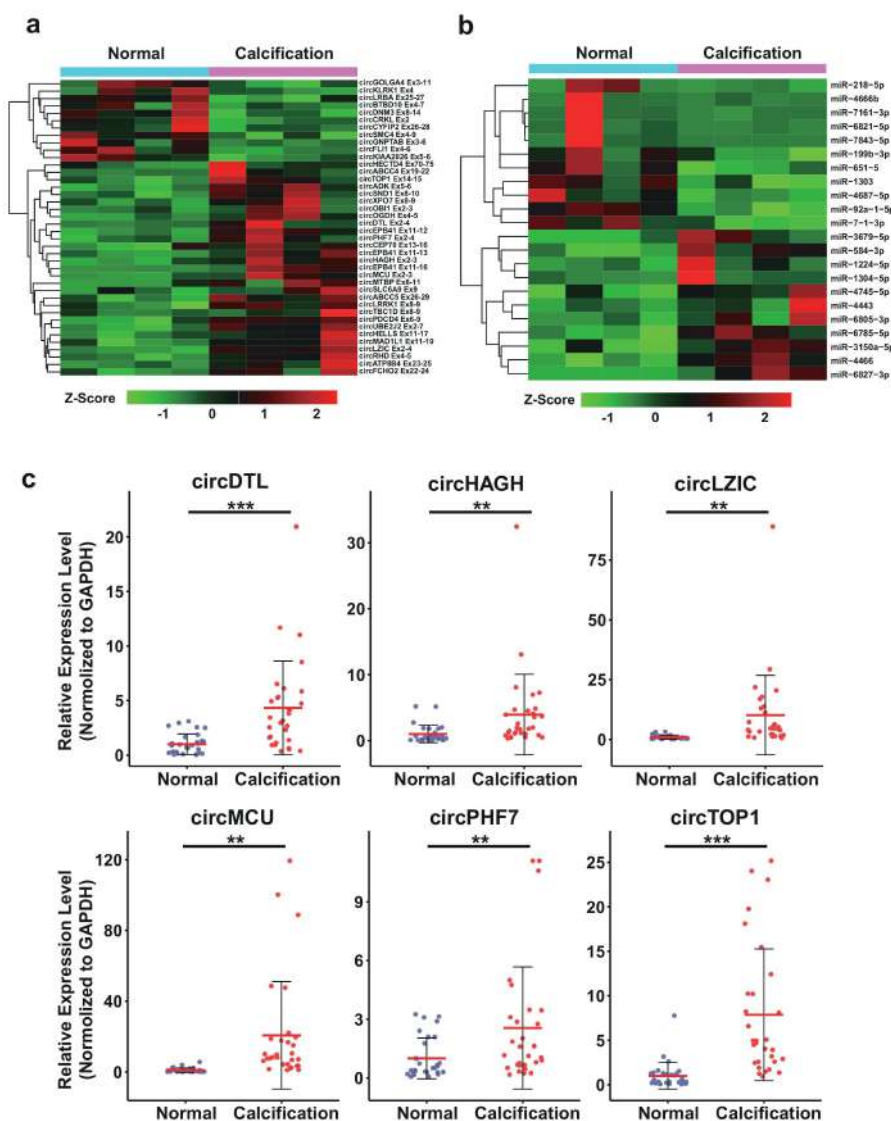 a
Normal
Calcification
circGOLGA4 Ex3-11
circKLRK1 Ex4
circLRBA Ex25-27
circBTBD10 Ex4-7
circDNM3 Ex8-14
circCRKL Ex2
circCYFIP2 Ex26-28
circSMC4 Ex4-9
circGNPTAB Ex3-6
circFLI1 Ex4-6
circKIAA2026 Ex5-6
circHECTD4 Ex70-75
circABCC4 Ex19-22
circTOP1 Ex14-15
circADK Ex5-6
circSND1 Ex8-10
circXPO7 Ex8-9
circGBI1 Ex2-3
circOGDH Ex4-5
circDTL Ex2-4
circEPB41 Ex11-12
circPHF7 Ex2-4
circCEP70 Ex13-16
circEPB41 Ex11-13
circHAGH Ex2-3
circEPB41 Ex11-16
circMCU Ex2-3
circMTBP Ex8-11
circSLC6A9 Ex9
circABCC5 Ex26-29
circLRRK1 Ex8-9
circTBC1D Ex8-9
circPDCD4 Ex6-9
circUBE2J2 Ex2-7
circHELLS Ex11-17
circMAD1L1 Ex11-19
circLZIC Ex2-4
circRHD Ex4-5
circATP8B4 Ex23-25
circFCHO2 Ex22-24
Z-Score
-1 0 1 2
b
Normal
Calcification
miR-218-5p
miR-4666b
miR-7161-3p
miR-6821-5p
miR-7843-5p
miR-199b-3p
miR-651-5
miR-1303
miR-4687-5p
miR-92a-1-5p
miR-7-1-3p
miR-3679-5p
miR-584-3p
miR-1224-5p
miR-1304-5p
miR-4745-5p
miR-4443
miR-6805-3p
miR-6785-5p
miR-3150a-5p
miR-4466
miR-6827-3p
Z-Score
-1 0 1 2
c
circDTL
***
Relative Expression Level
(Normolized to GAPDH)
20
15
10
5
0
Normal Calcification
circHAGH
**
30
20
10
0
Normal Calcification
circLZIC
**
75
50
25
0
Normal Calcification
circMCU
**
Relative Expression Level
(Normolized to GAPDH)
120
80
40
20
0
Normal Calcification
circPHF7
**
9
6
3
0
Normal Calcification
circTOP1
***
25
20
15
10
5
0
Normal Calcification